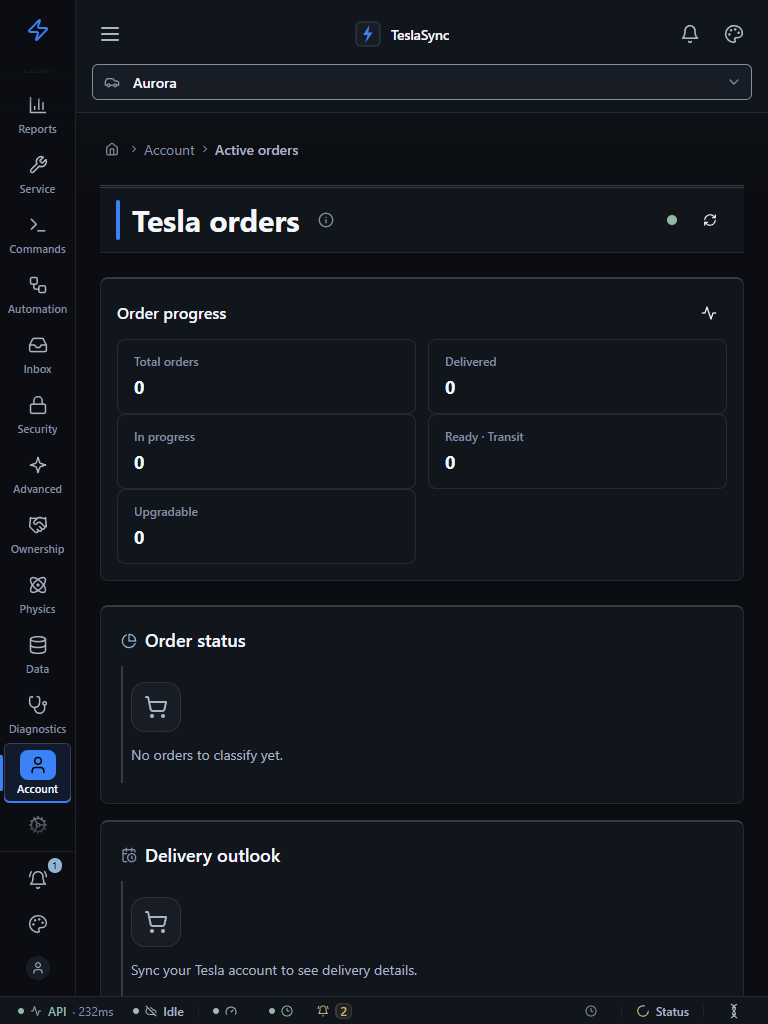 TeslaSync
Aurora
Reports
Service
Commands
Automation
Inbox
Security
Advanced
Ownership
Physics
Data
Diagnostics
Account
1
Account
Active orders
Tesla orders
Order progress
Total orders
0
Delivered
0
In progress
0
Ready · Transit
0
Upgradable
0
Order status
No orders to classify yet.
Delivery outlook
Sync your Tesla account to see delivery details.
API · 232ms
Idle
2
Status